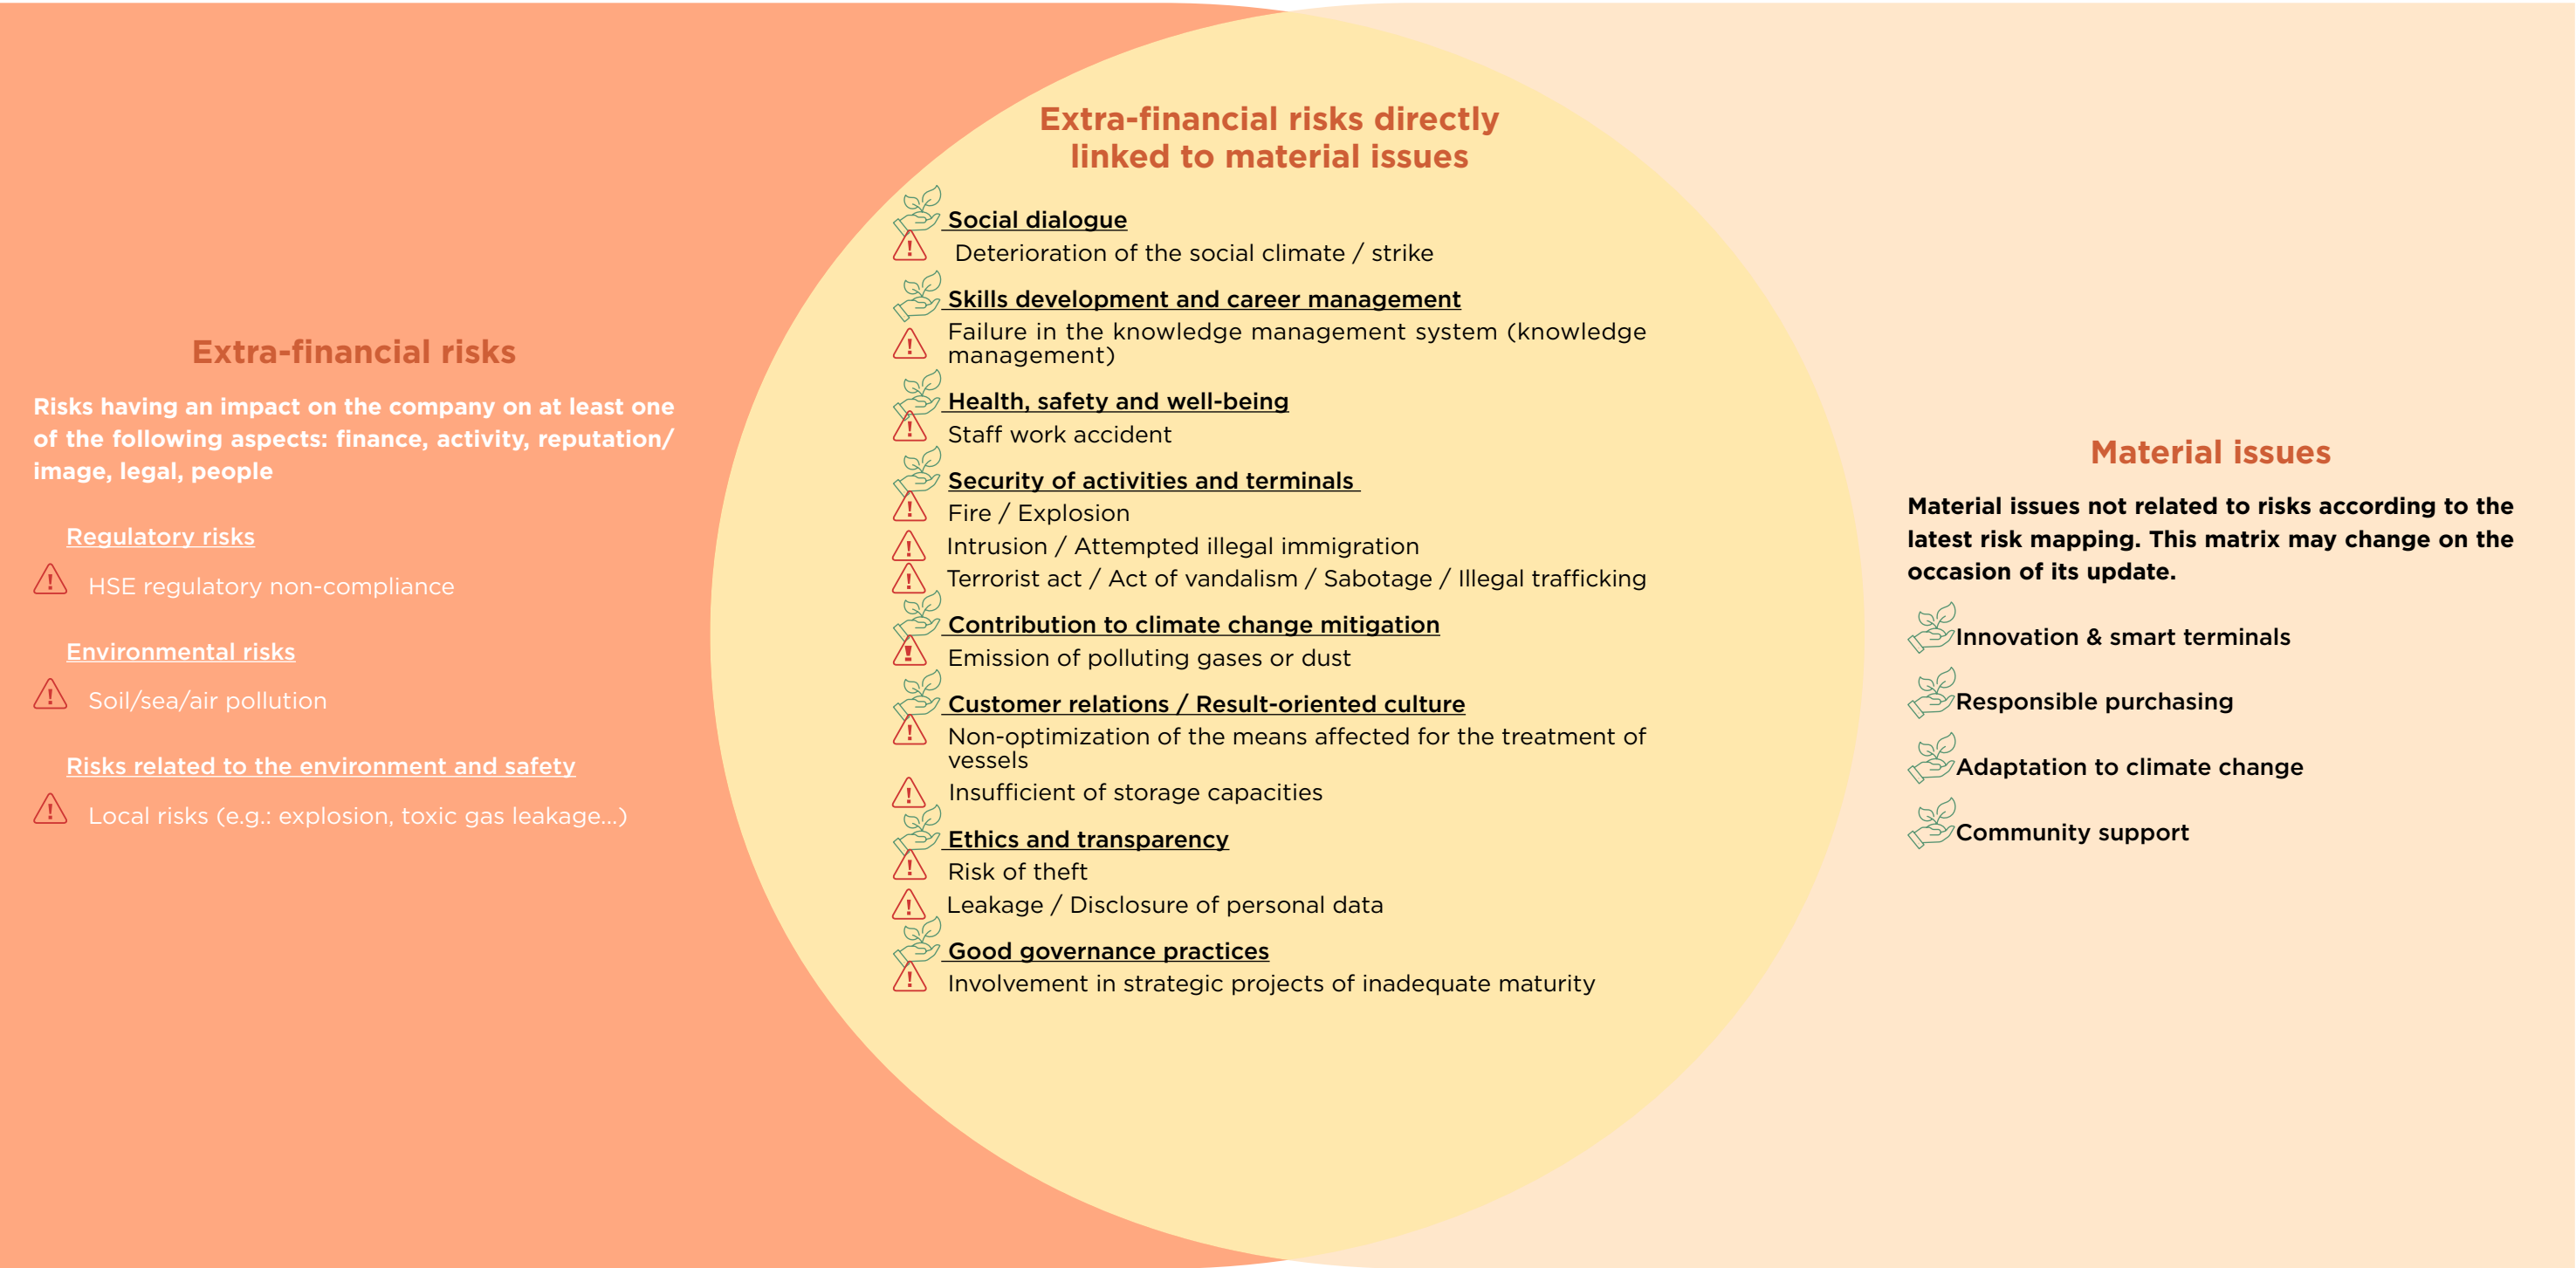 Extra-financial risks
Risks having an impact on the company on at least one
of the following aspects: finance, activity, reputation/
image, legal, people
Regulatory risks
HSE regulatory non-compliance
Environmental risks
Soil/sea/air pollution
Risks related to the environment and safety
Local risks (e.g.: explosion, toxic gas leakage...)
Extra-financial risks directly
linked to material issues
Social dialogue
Deterioration of the social climate / strike
Skills development and career management
Failure in the knowledge management system (knowledge
management)
Health, safety and well-being
Staff work accident
Security of activities and terminals
Fire / Explosion
Intrusion / Attempted illegal immigration
Terrorist act / Act of vandalism / Sabotage / Illegal trafficking
Contribution to climate change mitigation
Emission of polluting gases or dust
Customer relations / Result-oriented culture
Non-optimization of the means affected for the treatment of
vessels
Insufficient of storage capacities
Ethics and transparency
Risk of theft
Leakage / Disclosure of personal data
Good governance practices
Involvement in strategic projects of inadequate maturity
Material issues
Material issues not related to risks according to the
latest risk mapping. This matrix may change on the
occasion of its update.
Innovation & smart terminals
Responsible purchasing
Adaptation to climate change
Community support